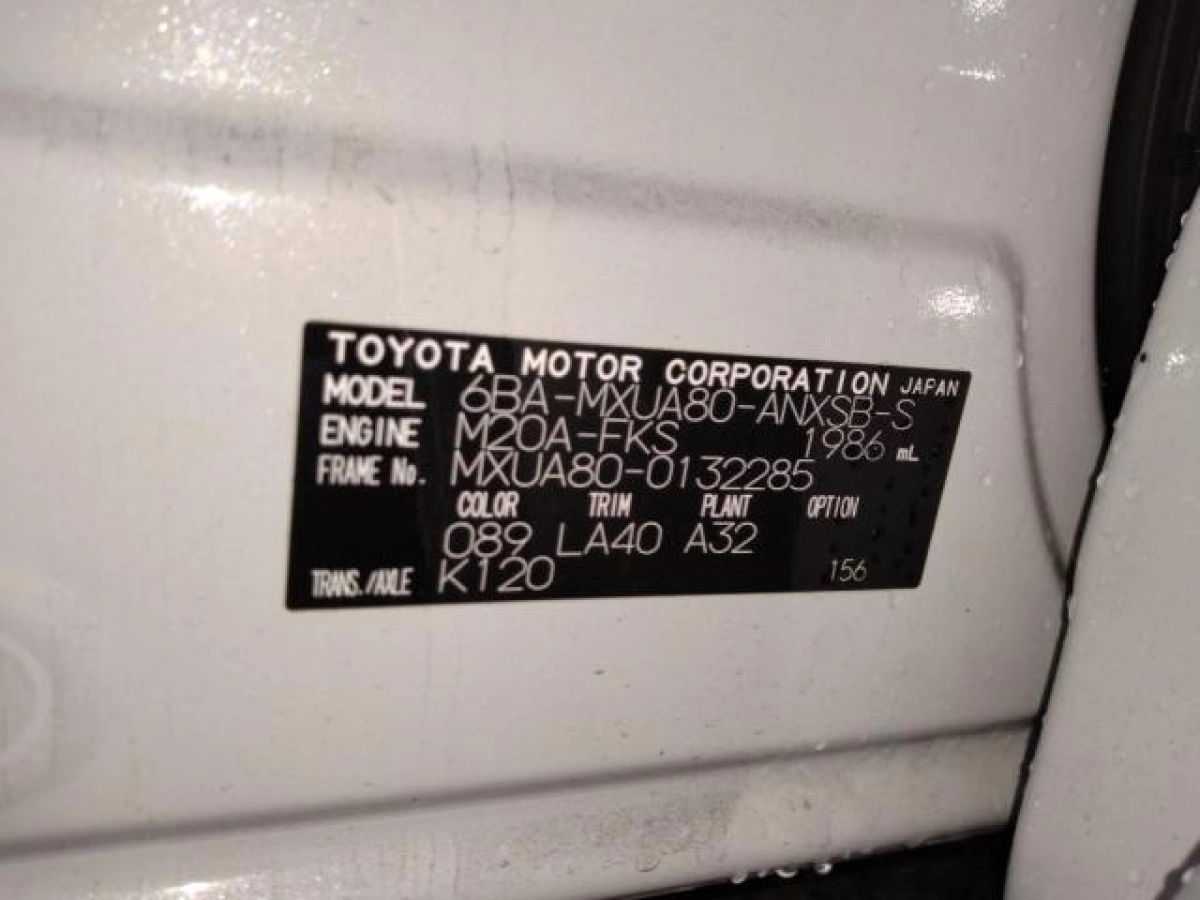 TOYOTA MOTOR CORPORATION JAPAN
MODEL 6BA-MXUA80-ANXSB-S
ENGINE M20A-FKS 1986 mL
FRAME No. MXUA80-0132285
COLOR TRIM PLANT OPTION
089 LA40 A32
TRANS./AXLE K120 156